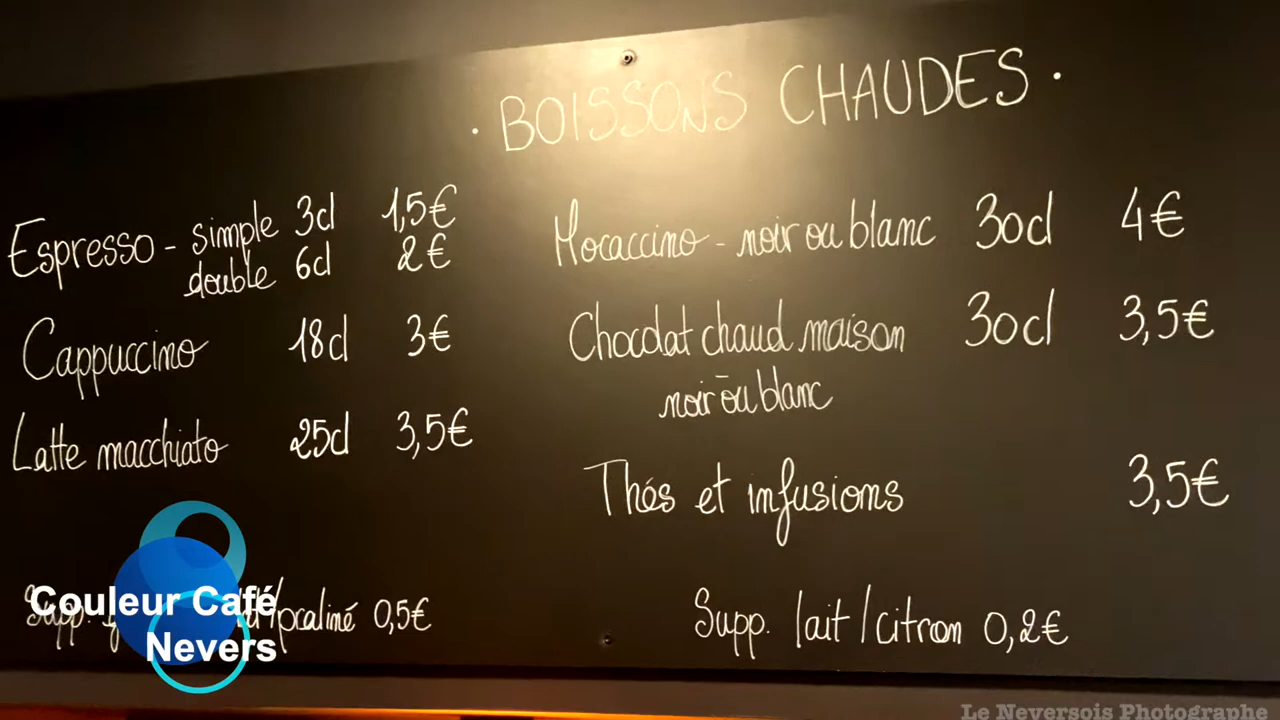 · BOISSONS CHAUDES ·
Espresso - simple 3cl 1,5€
double 6cl 2€
Cappuccino 18cl 3€
Latte macchiato 25cl 3,5€
Supp. /praliné 0,5€
Mocaccino - noir ou blanc 30cl 4€
Chocolat chaud maison 30cl 3,5€
noir ou blanc
Thés et infusions 3,5€
Supp. lait/citron 0,2€
Couleur Café
Nevers
Le Neversois Photographe